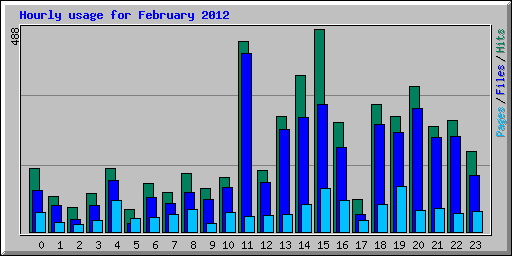 Hourly usage for February 2012
488
Pages / Files / Hits
0 1 2 3 4 5 6 7 8 9 10 11 12 13 14 15 16 17 18 19 20 21 22 23